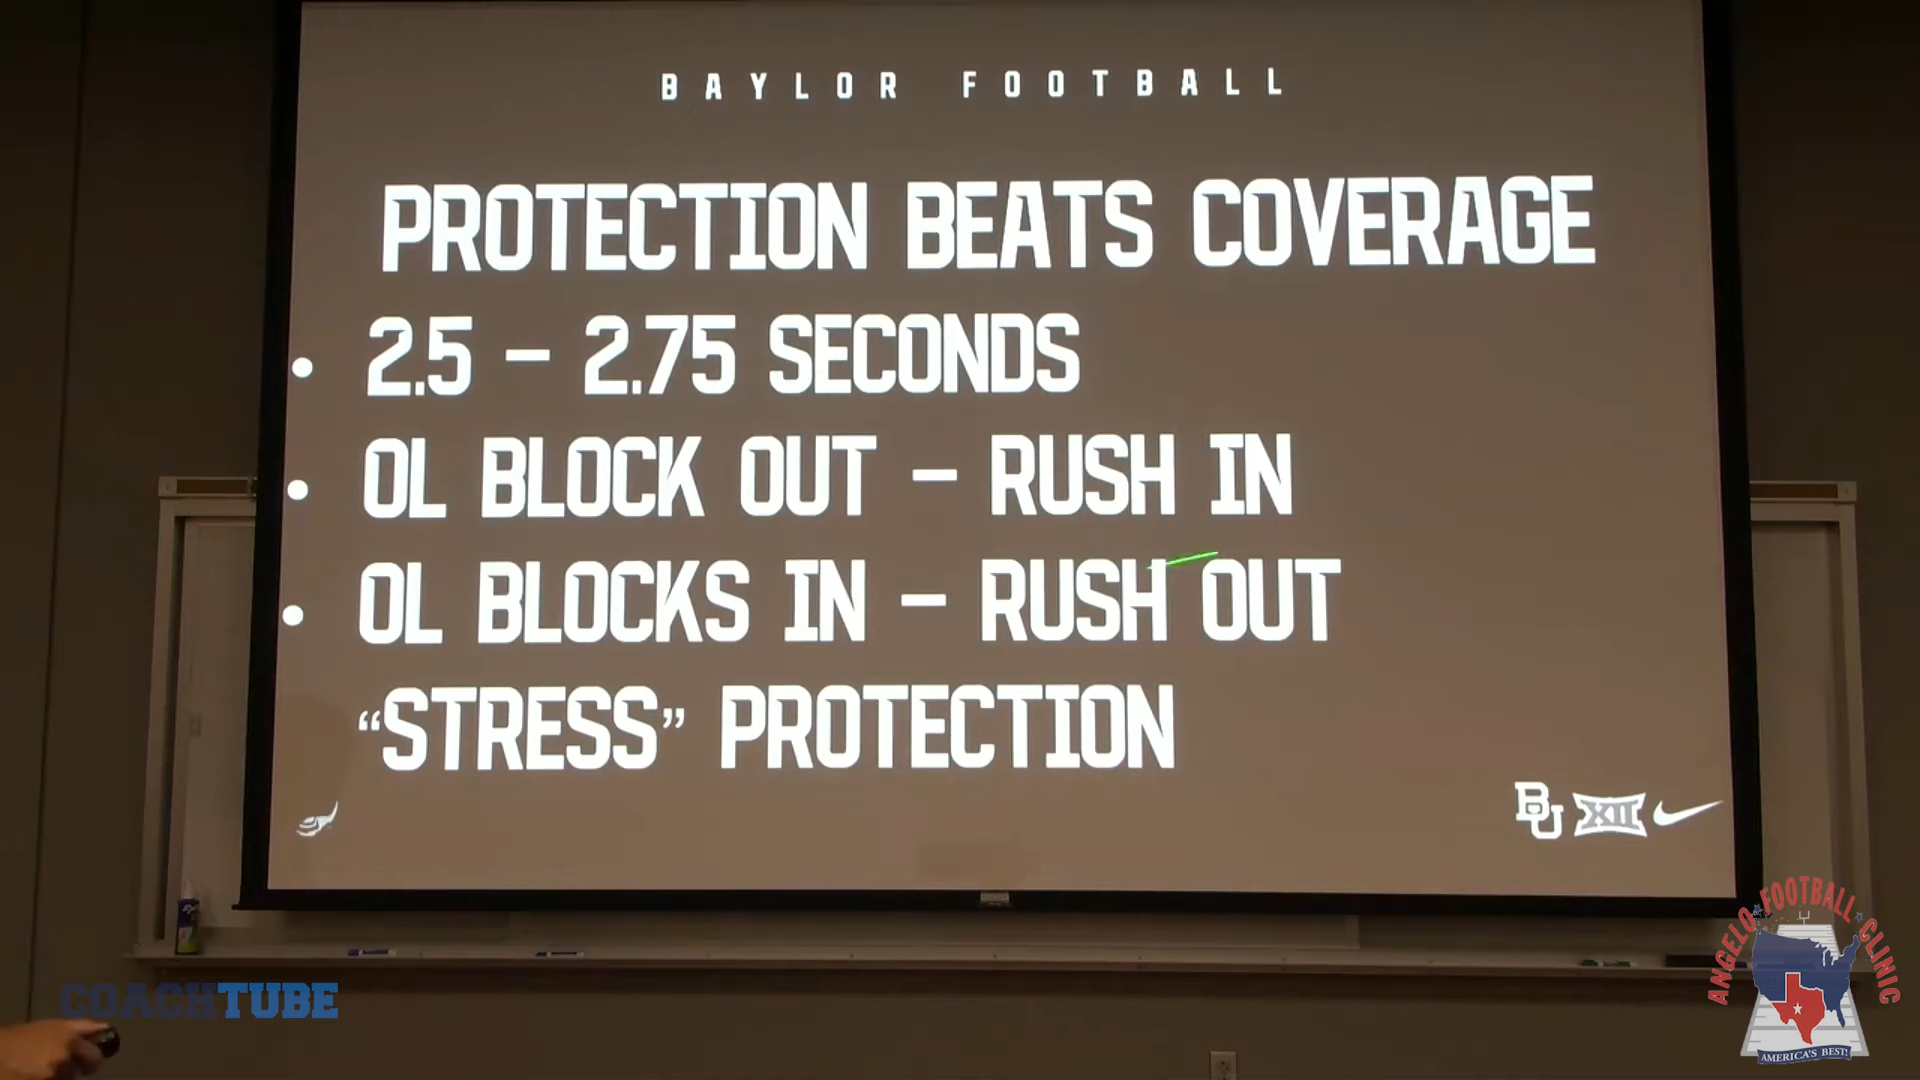 BAYLOR FOOTBALL
PROTECTION BEATS COVERAGE
• 2.5 – 2.75 SECONDS
• OL BLOCK OUT – RUSH IN
• OL BLOCKS IN – RUSH OUT
“STRESS” PROTECTION
BU XII
COACHTUBE
ANGELO FOOTBALL CLINIC
AMERICA'S BEST!